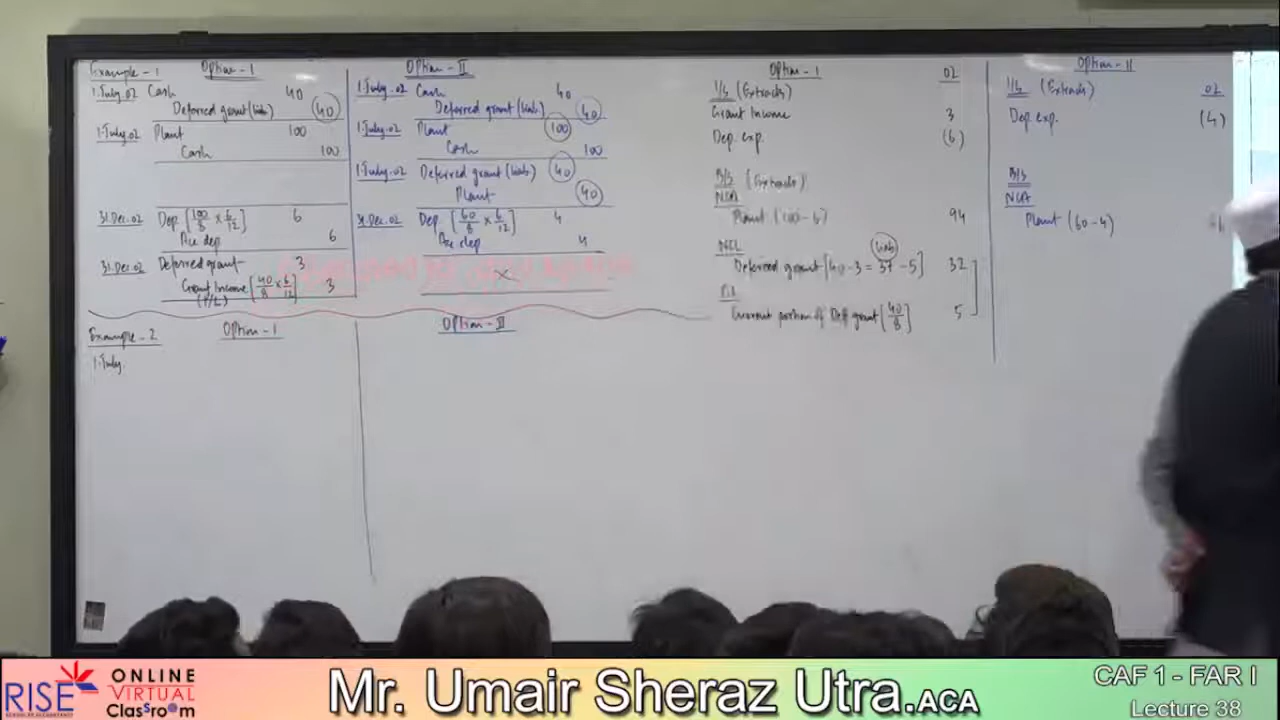 Example - 1 Option - I
1.July.02 Cash 40
Deferred grant (liab) 40
1.July.02 Plant 100
Cash 100
31.Dec.02 Dep [100/8 x 6/12] 6
Acc dep 6
31.Dec.02 Deferred grant 3
Grant Income [40/8 x 6/12] 3
(P/L)
Option - II
1.July.02 Cash 40
Deferred grant (liab) 40
1.July.02 Plant 100
Cash 100
1.July.02 Deferred grant (liab) 40
Plant 40
31.Dec.02 Dep [60/8 x 6/12] 4
Acc dep 4
x
Option - I 02
I/S (Extracts)
Grant Income 3
Dep. exp. (6)
B/S (Extracts)
NCA
Plant (100 - 6) 94
NCL
Deferred grant [40 - 3 = 37 - 5] 32
(liab)
Current portion of Deff grant [40/8] 5
Option - II
I/S (Extracts) 02
Dep. exp. (4)
B/S
NCA
Plant (60 - 4)
Example - 2 Option - I
1.July.
Option - II
RISE
SCHOOL OF ACCOUNTANCY
ONLINE
VIRTUAL
ClasSro@m
Mr. Umair Sheraz Utra.ACA
CAF 1 - FAR I
Lecture 38